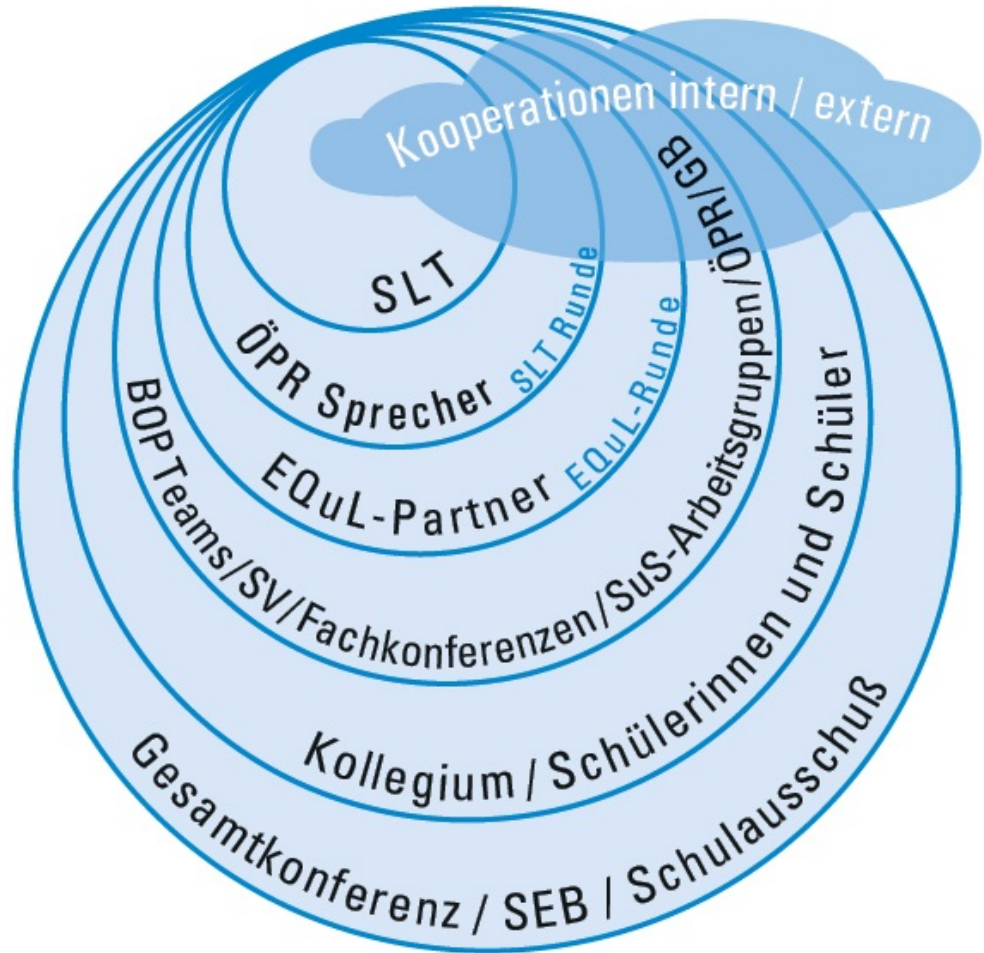 Kooperationen intern / extern
SLT
ÖPR Sprecher
SLT Runde
EQuL-Partner
EQuL-Runde
BOP Teams/SV/Fachkonferenzen/SuS-Arbeitsgruppen/ÖPR/GB
Kollegium / Schülerinnen und Schüler
Gesamtkonferenz / SEB / Schulausschuß